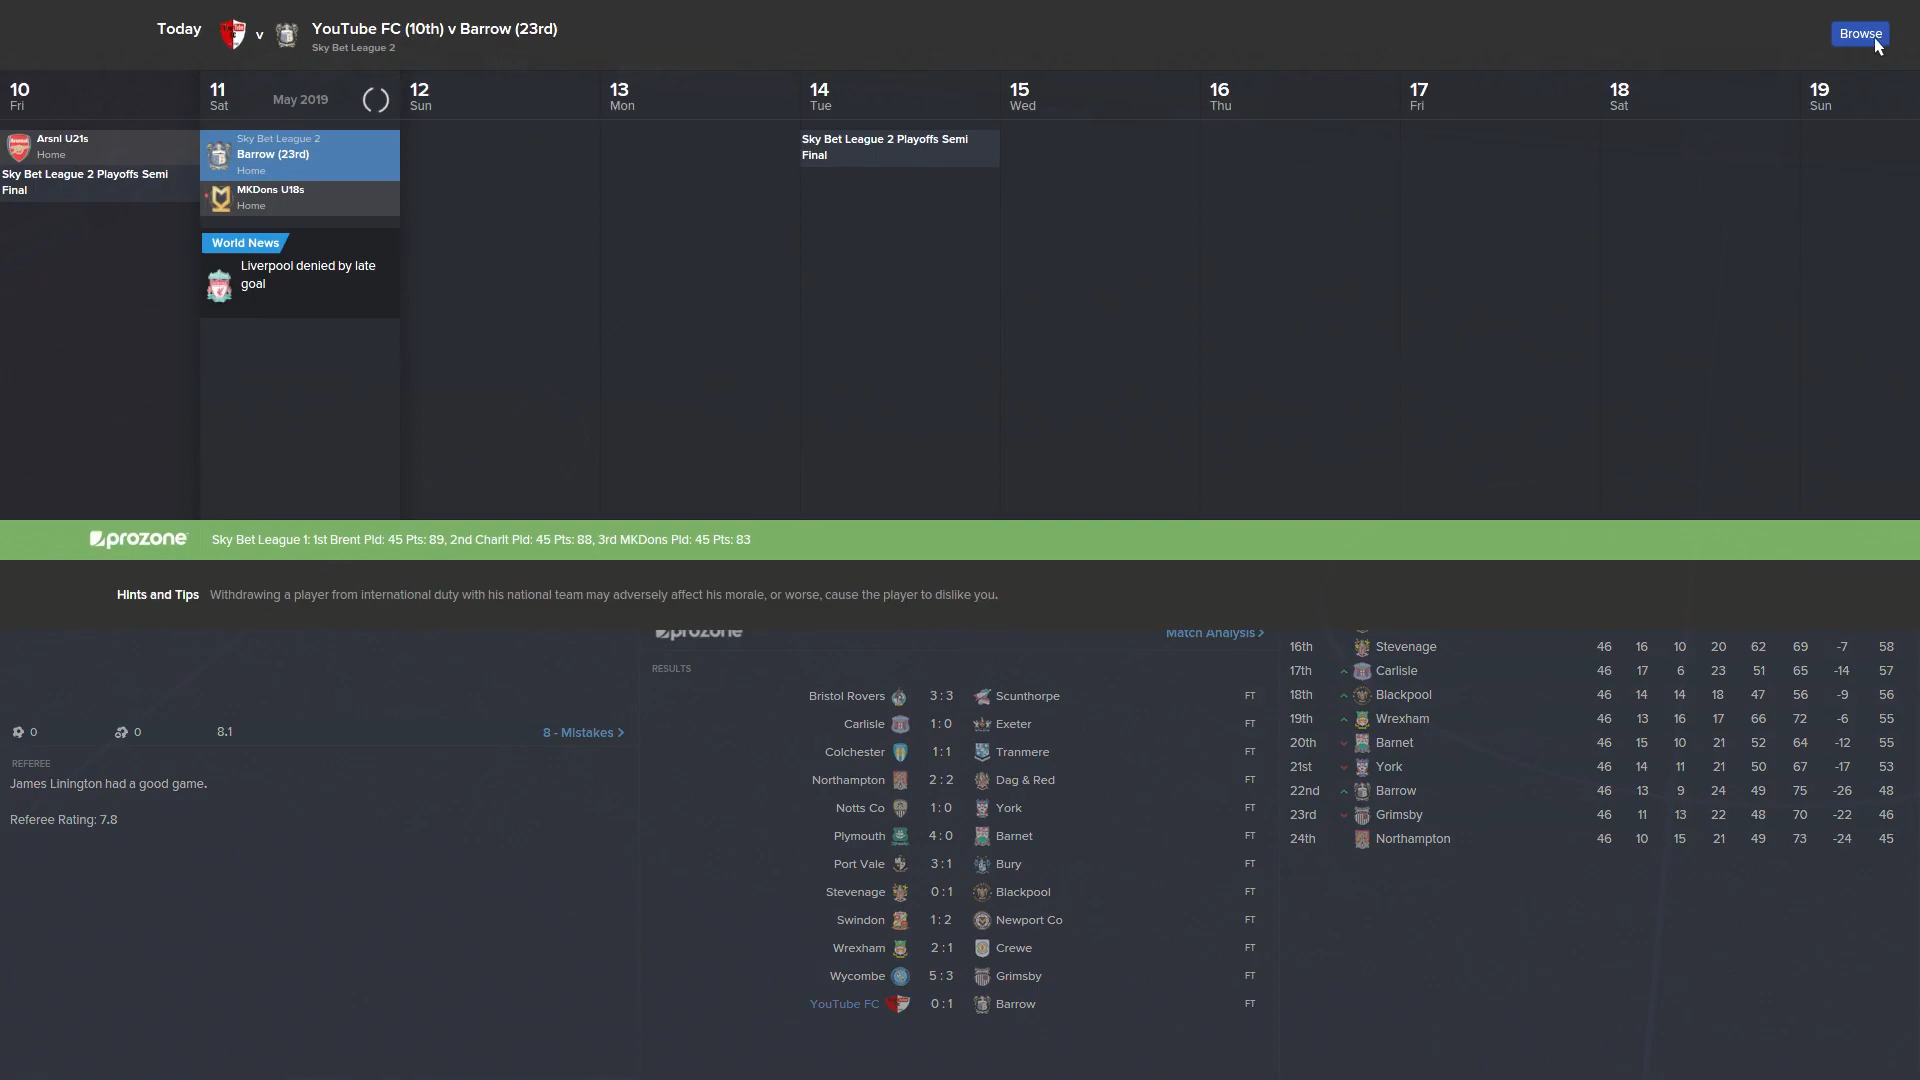 Today v YouTube FC (10th) v Barrow (23rd)
Sky Bet League 2
Browse
10 Fri
11 Sat May 2019
12 Sun
13 Mon
14 Tue
15 Wed
16 Thu
17 Fri
18 Sat
19 Sun
Arsnl U21s
Home
Sky Bet League 2 Playoffs Semi
Final
Sky Bet League 2
Barrow (23rd)
Home
MKDons U18s
Home
World News
Liverpool denied by late
goal
Sky Bet League 2 Playoffs Semi
Final
prozone Sky Bet League 1: 1st Brent Pld: 45 Pts: 89, 2nd Charlt Pld: 45 Pts: 88, 3rd MKDons Pld: 45 Pts: 83
Hints and Tips Withdrawing a player from international duty with his national team may adversely affect his morale, or worse, cause the player to dislike you.
0 0 8.1 8 - Mistakes >
REFEREE
James Linington had a good game.
Referee Rating: 7.8
prozone Match Analysis >
RESULTS
Bristol Rovers 3 : 3 Scunthorpe FT
Carlisle 1 : 0 Exeter FT
Colchester 1 : 1 Tranmere FT
Northampton 2 : 2 Dag & Red FT
Notts Co 1 : 0 York FT
Plymouth 4 : 0 Barnet FT
Port Vale 3 : 1 Bury FT
Stevenage 0 : 1 Blackpool FT
Swindon 1 : 2 Newport Co FT
Wrexham 2 : 1 Crewe FT
Wycombe 5 : 3 Grimsby FT
YouTube FC 0 : 1 Barrow FT
16th Stevenage 46 16 10 20 62 69 -7 58
17th Carlisle 46 17 6 23 51 65 -14 57
18th Blackpool 46 14 14 18 47 56 -9 56
19th Wrexham 46 13 16 17 66 72 -6 55
20th Barnet 46 15 10 21 52 64 -12 55
21st York 46 14 11 21 50 67 -17 53
22nd Barrow 46 13 9 24 49 75 -26 48
23rd Grimsby 46 11 13 22 48 70 -22 46
24th Northampton 46 10 15 21 49 73 -24 45